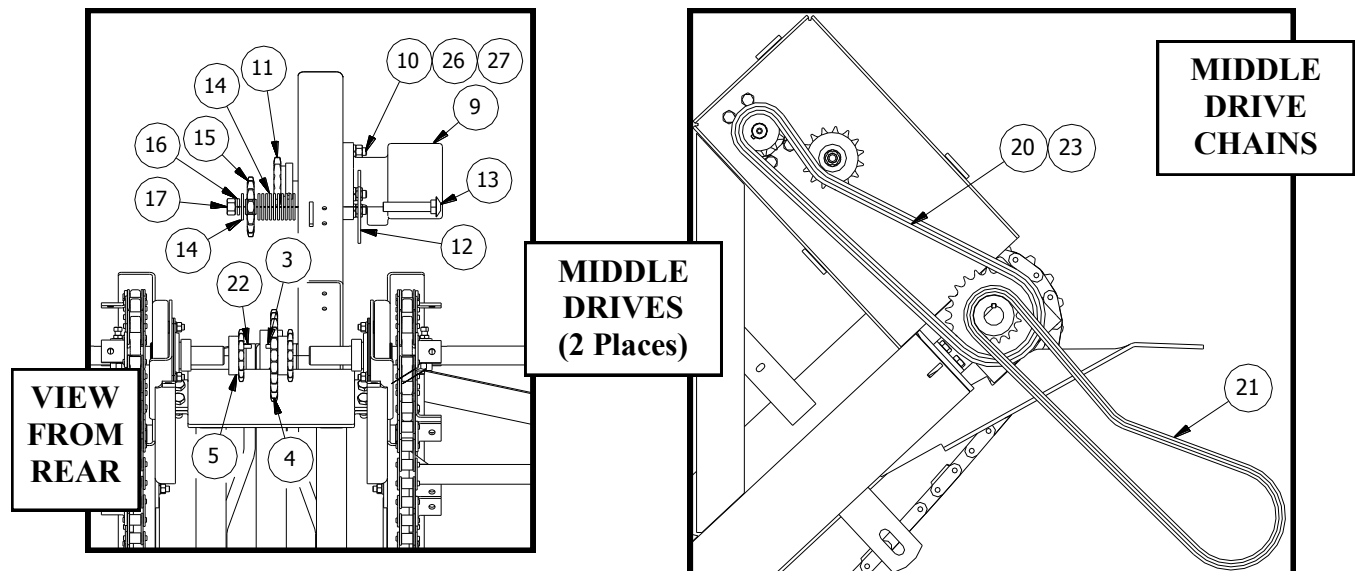 10 26 27
11
14
9
15
16
17
13
14
12
3
22
5
4
VIEW
FROM
REAR
MIDDLE
DRIVES
(2 Places)
MIDDLE
DRIVE
CHAINS
20 23
21